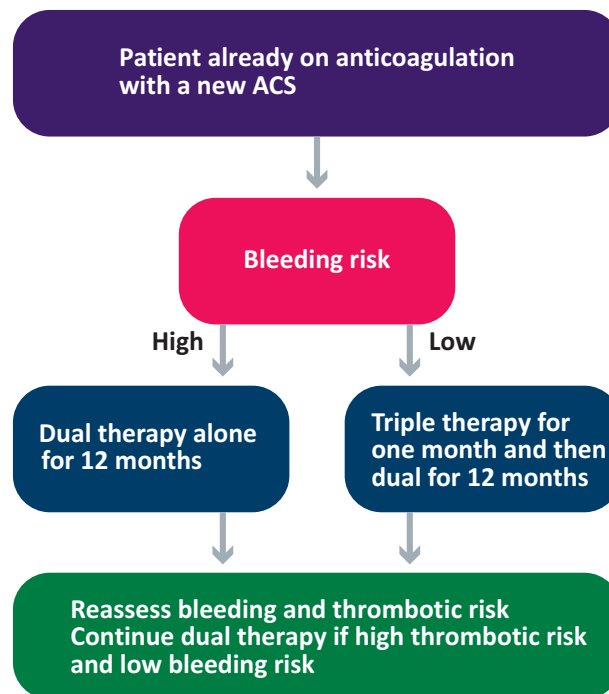 Patient already on anticoagulation
with a new ACS
Bleeding risk
High
Low
Dual therapy alone
for 12 months
Triple therapy for
one month and then
dual for 12 months
Reassess bleeding and thrombotic risk
Continue dual therapy if high thrombotic risk
and low bleeding risk